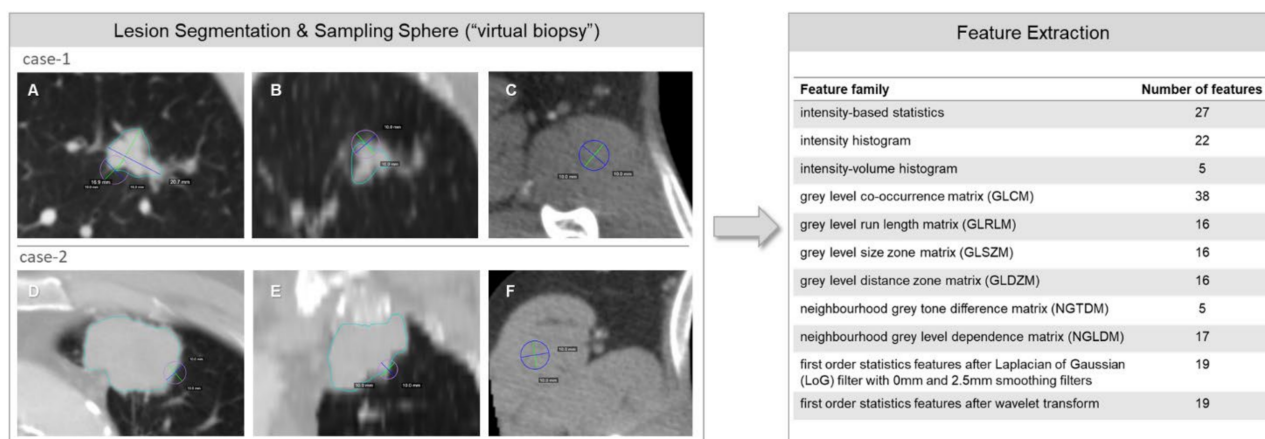 Lesion Segmentation & Sampling Sphere (“virtual biopsy”)
case-1
A
B
C
case-2
D
E
F
Feature Extraction
Feature family Number of features
intensity-based statistics 27
intensity histogram 22
intensity-volume histogram 5
grey level co-occurrence matrix (GLCM) 38
grey level run length matrix (GLRLM) 16
grey level size zone matrix (GLSZM) 16
grey level distance zone matrix (GLDZM) 16
neighbourhood grey tone difference matrix (NGTDM) 5
neighbourhood grey level dependence matrix (NGLDM) 17
first order statistics features after Laplacian of Gaussian 19
(LoG) filter with 0mm and 2.5mm smoothing filters
first order statistics features after wavelet transform 19